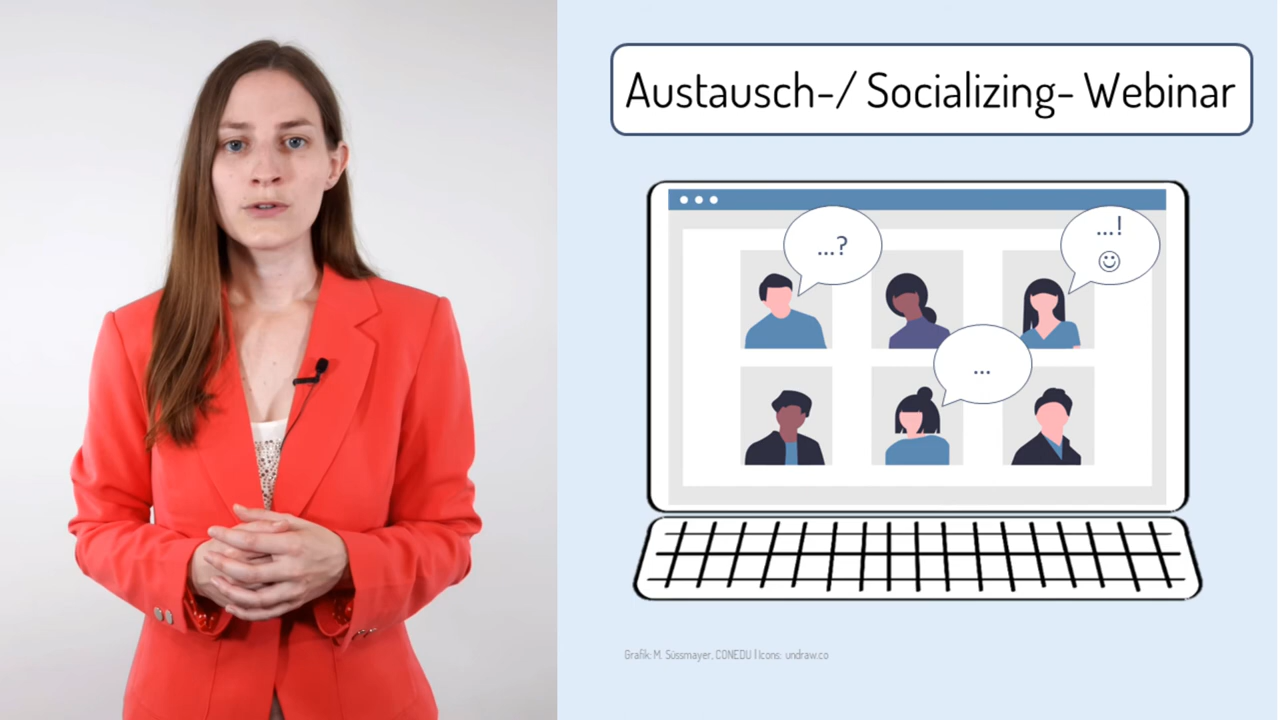 Austausch-/ Socializing- Webinar
...?
...!
☺
...
Grafik: M. Süssmayer, CONEDU | Icons: undraw.co